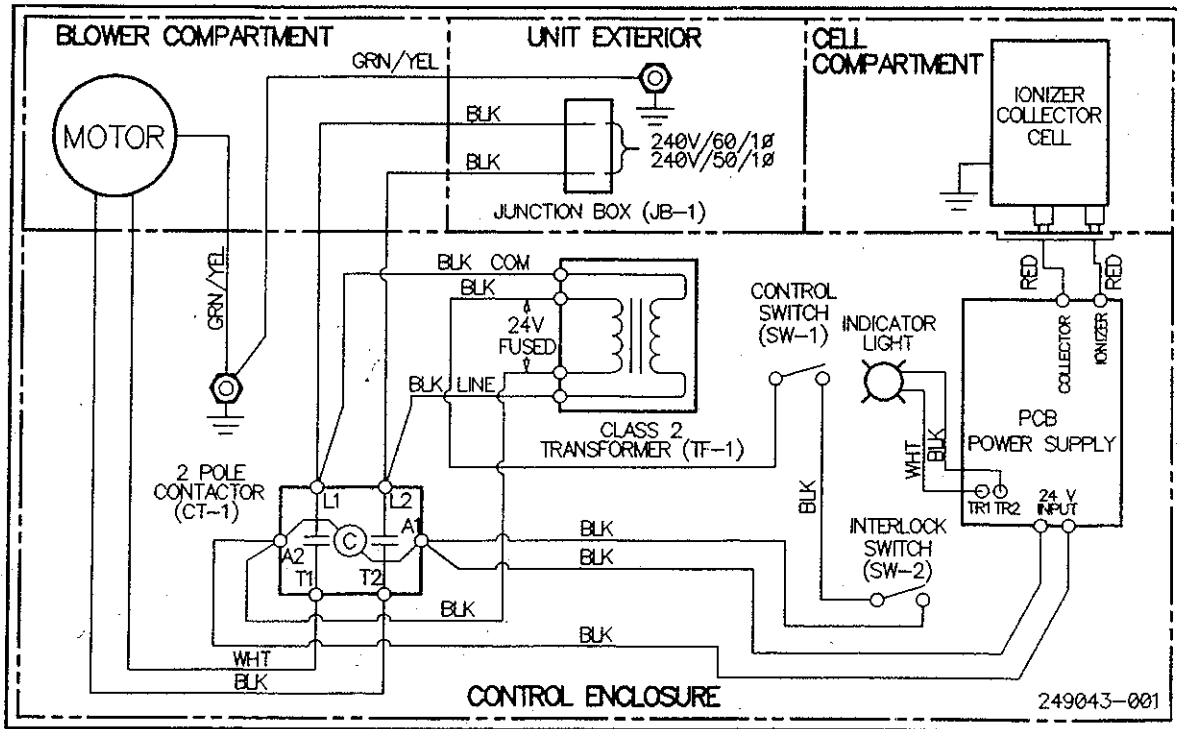 BLOWER COMPARTMENT
UNIT EXTERIOR
CELL
COMPARTMENT
GRN/YEL
MOTOR
BLK
BLK
240V/60/1ø
240V/50/1ø
JUNCTION BOX (JB-1)
IONIZER
COLLECTOR
CELL
GRN/YEL
BLK COM
BLK
24V
FUSED
BLK LINE
CLASS 2
TRANSFORMER (TF-1)
CONTROL
SWITCH
(SW-1)
INDICATOR
LIGHT
RED
RED
COLLECTOR
IONIZER
PCB
POWER SUPPLY
WHT
BLK
TR1 TR2
24 V
INPUT
2 POLE
CONTACTOR
(CT-1)
L1
L2
A1
A2
C
T1
T2
BLK
BLK
BLK
INTERLOCK
SWITCH
(SW-2)
BLK
BLK
WHT
BLK
CONTROL ENCLOSURE
249043-001